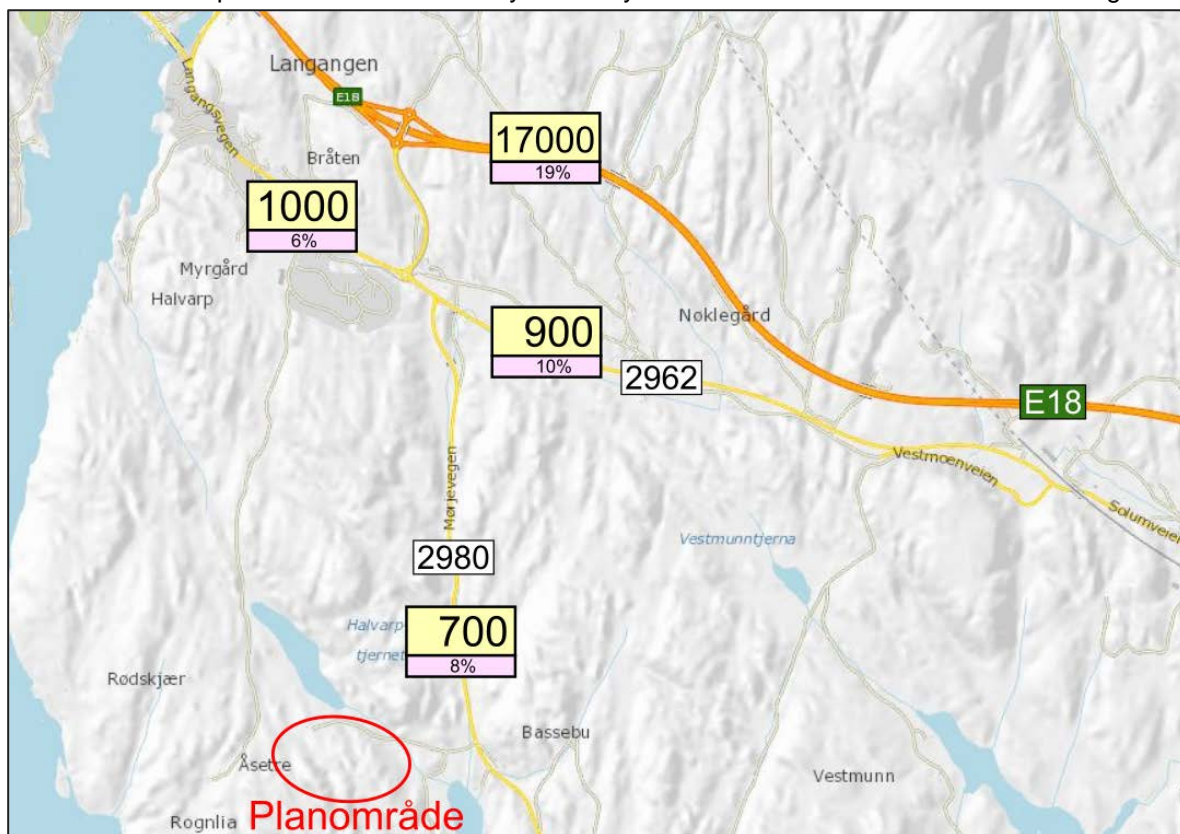 Langangen
E18
Langangsvegen
17000
19%
Bråten
1000
6%
Myrgård
Halvarp
900
10%
Nøklegård
2962
E18
Mørjevegen
Vestmoenveien
Solumveien
2980
Vestmunntjerna
Halvarp-
tjernet
700
8%
Rødskjær
Bassebu
Åsetre
Vestmunn
Rognlia
Planområde